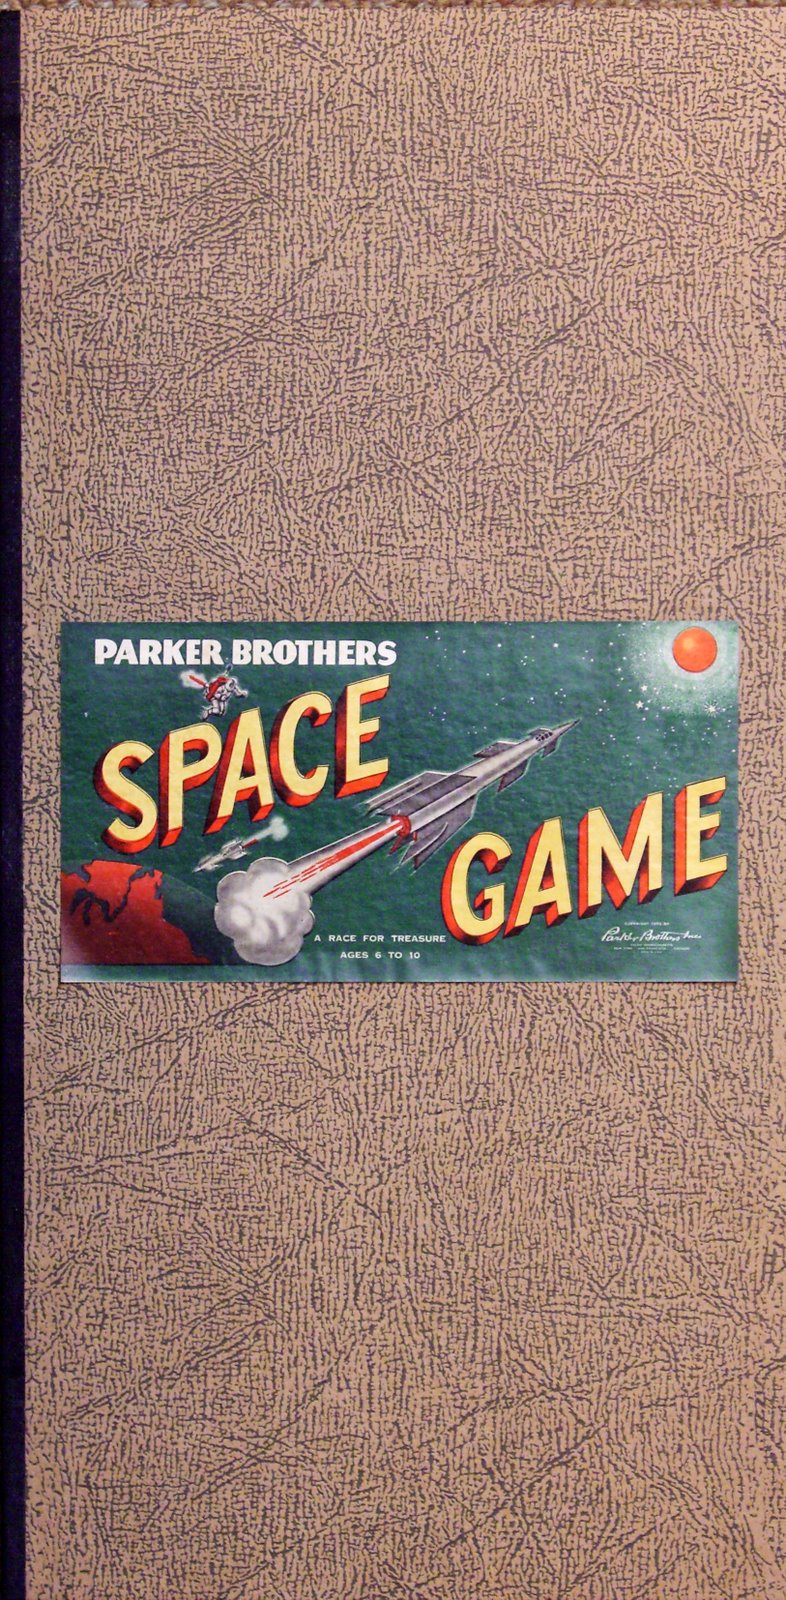 PARKER BROTHERS
SPACE
GAME
A RACE FOR TREASURE
AGES 6 TO 10
Parker Brothers Inc.